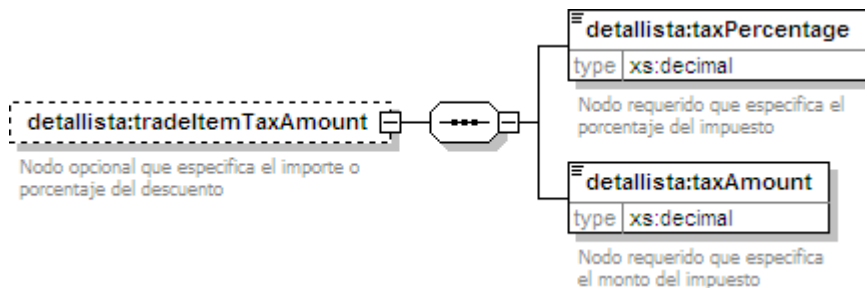 detallista:taxPercentage
type xs:decimal
Nodo requerido que especifica el
porcentaje del impuesto
detallista:tradeItemTaxAmount
Nodo opcional que especifica el importe o
porcentaje del descuento
detallista:taxAmount
type xs:decimal
Nodo requerido que especifica
el monto del impuesto